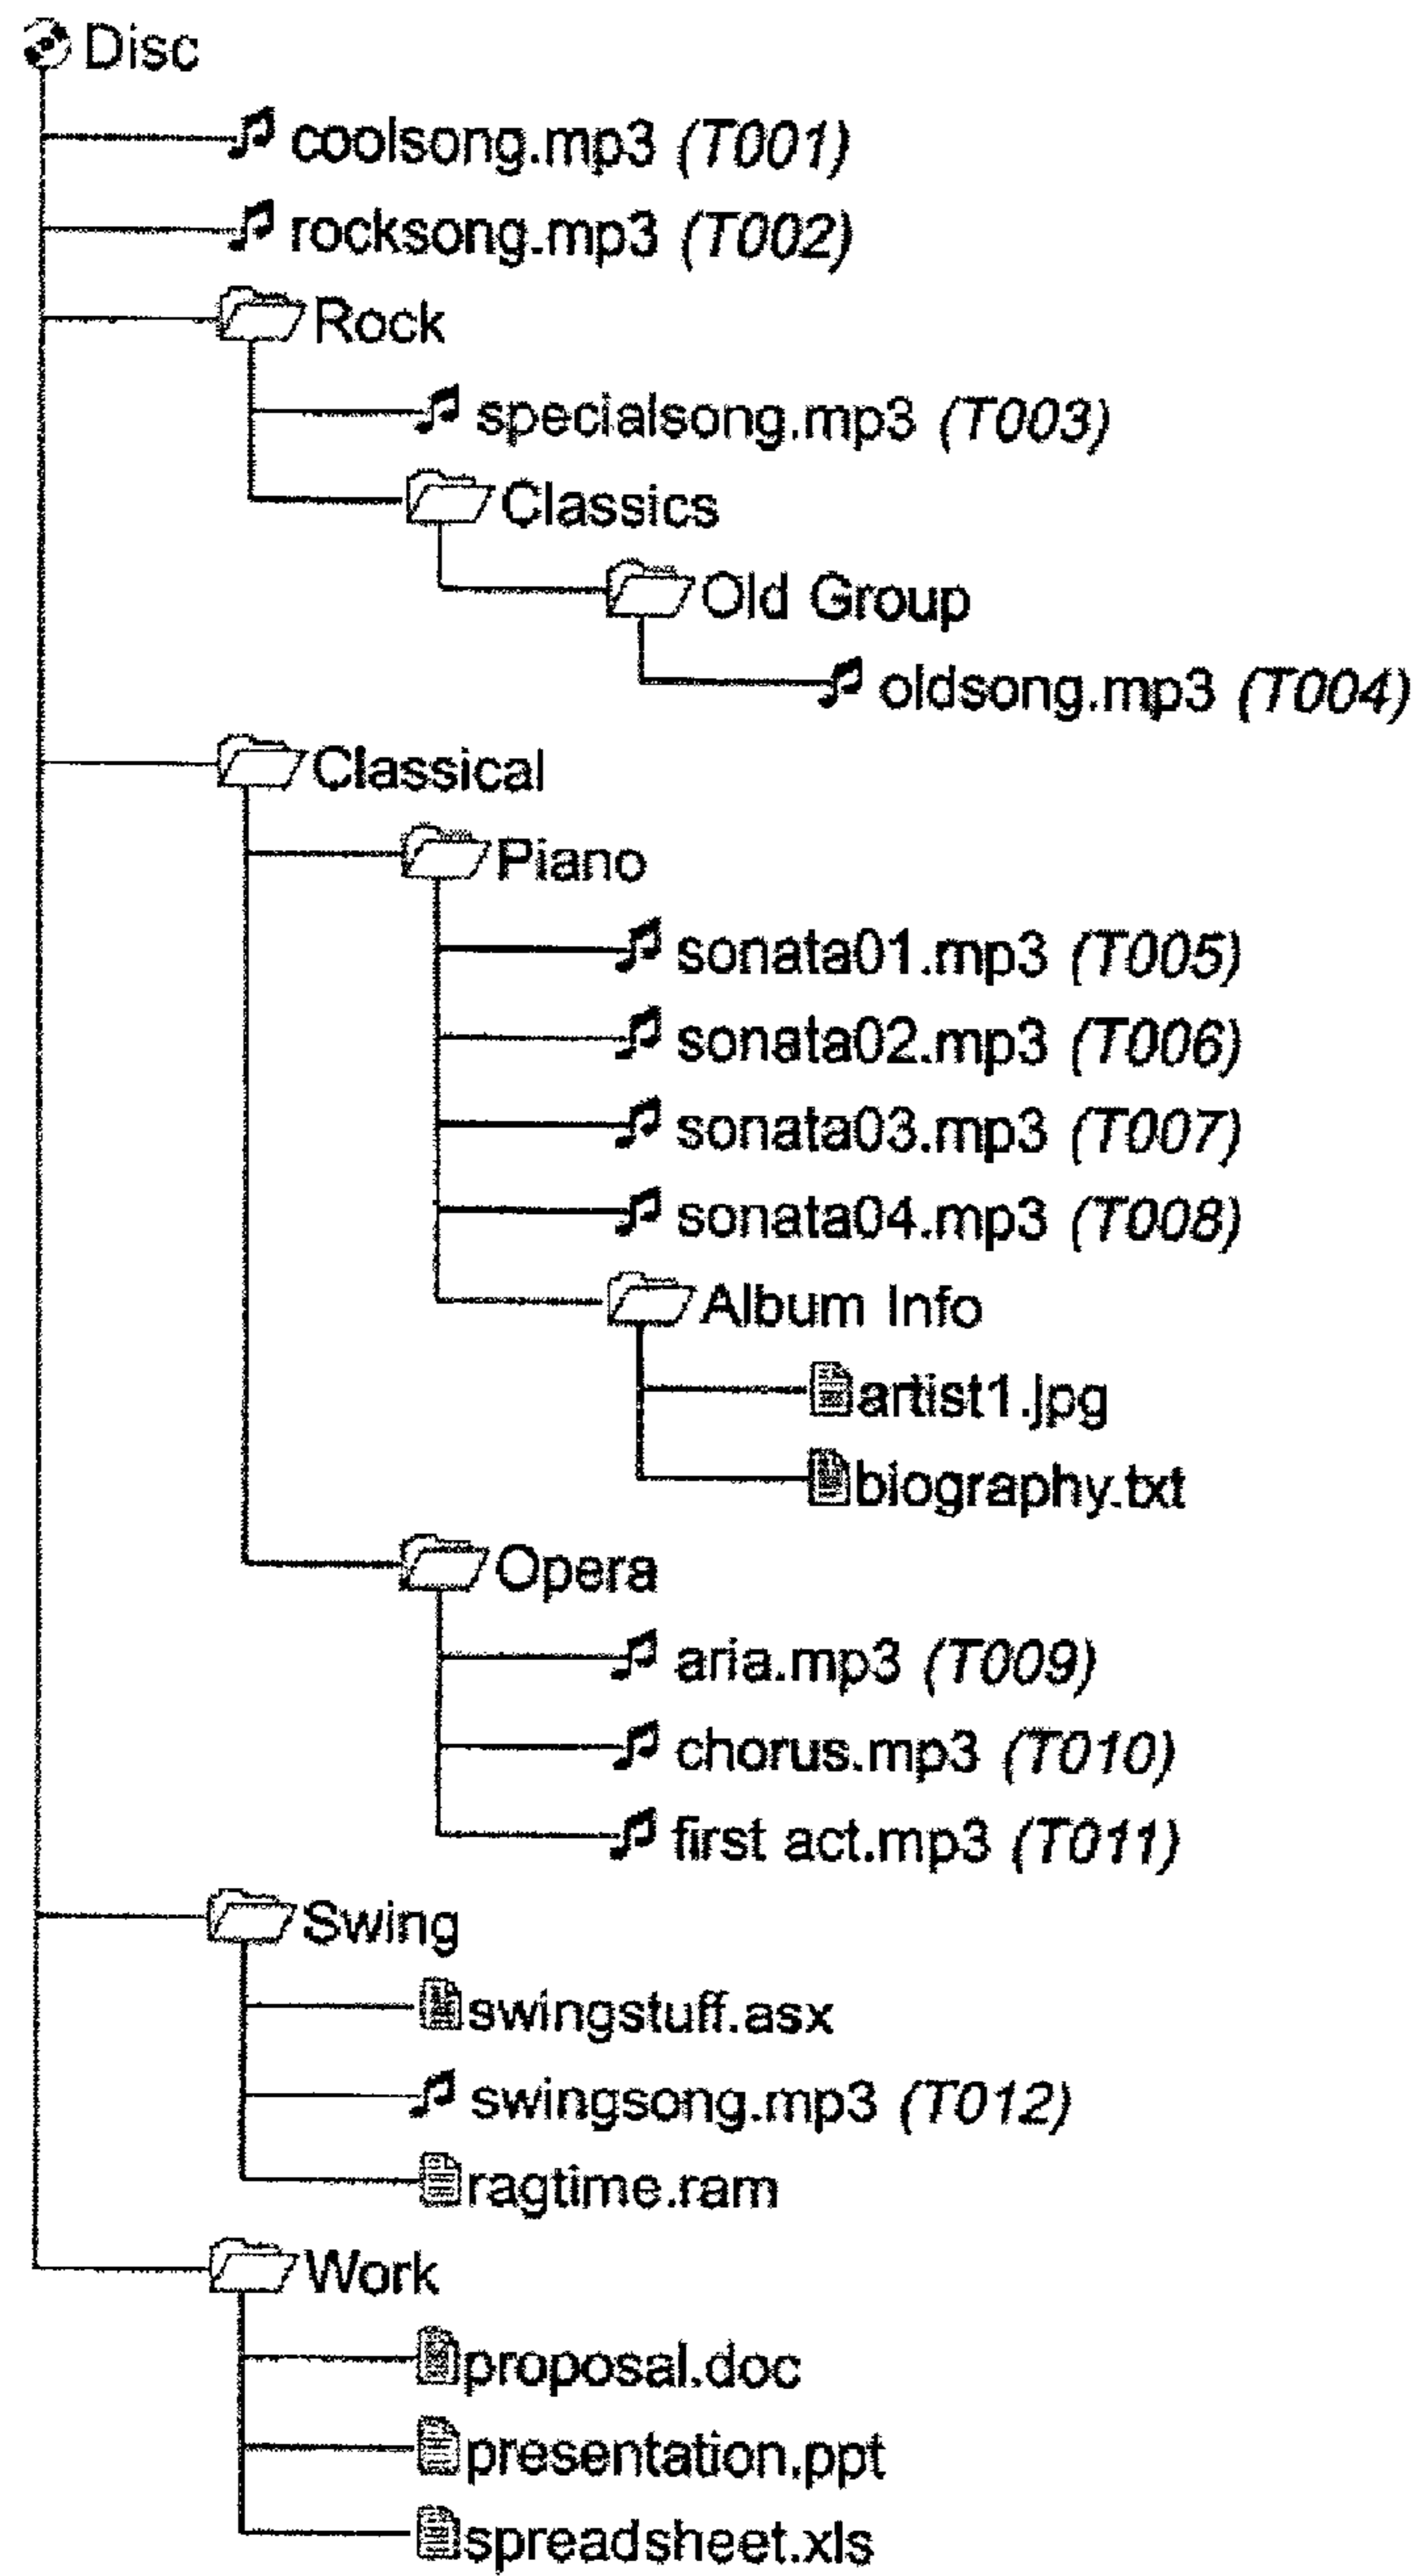 Disc
coolsong.mp3 (T001)
rocksong.mp3 (T002)
Rock
specialsong.mp3 (T003)
Classics
Old Group
oldsong.mp3 (T004)
Classical
Piano
sonata01.mp3 (T005)
sonata02.mp3 (T006)
sonata03.mp3 (T007)
sonata04.mp3 (T008)
Album Info
artist1.jpg
biography.txt
Opera
aria.mp3 (T009)
chorus.mp3 (T010)
first act.mp3 (T011)
Swing
swingstuff.asx
swingsong.mp3 (T012)
ragtime.ram
Work
proposal.doc
presentation.ppt
spreadsheet.xls